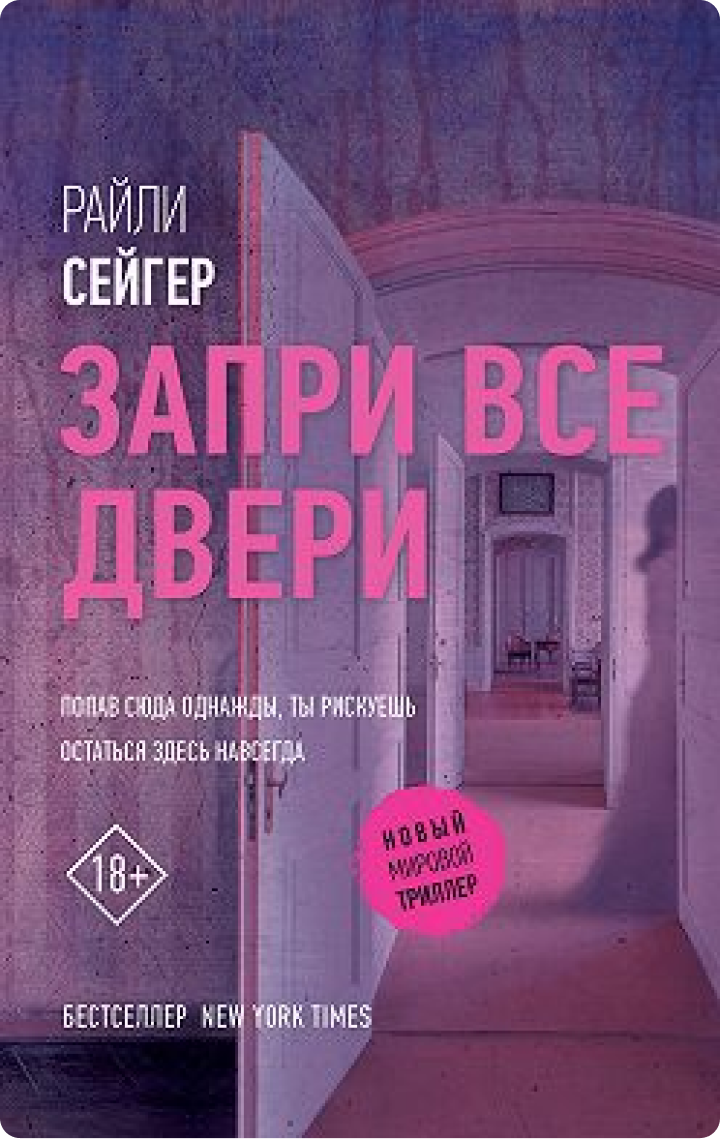 РАЙЛИ
СЕЙГЕР
ЗАПРИ ВСЕ
ДВЕРИ
ПОПАВ СЮДА ОДНАЖДЫ, ТЫ РИСКУЕШЬ
ОСТАТЬСЯ ЗДЕСЬ НАВСЕГДА
НОВЫЙ
МИРОВОЙ
ТРИЛЛЕР
18+
БЕСТСЕЛЛЕР NEW YORK TIMES